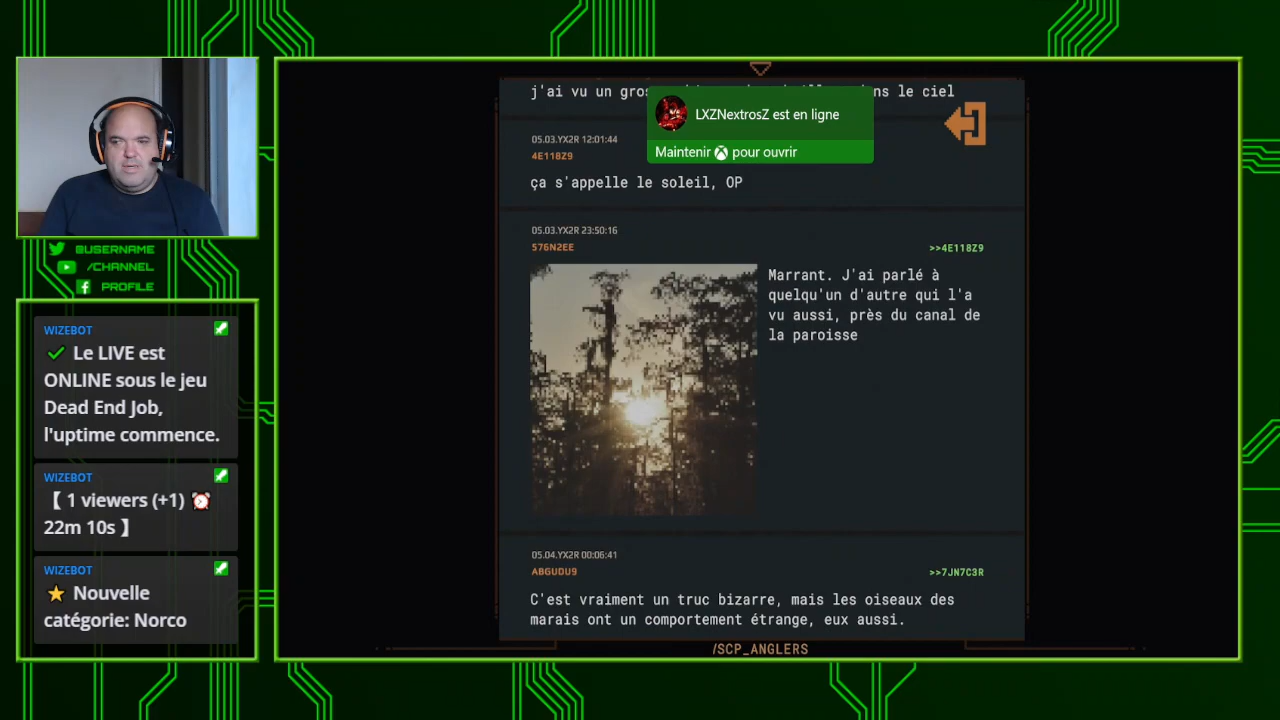 @USERNAME
/CHANNEL
PROFILE
WIZEBOT
Le LIVE est
ONLINE sous le jeu
Dead End Job,
l'uptime commence.
WIZEBOT
【 1 viewers (+1) ⏰
22m 10s 】
WIZEBOT
⭐ Nouvelle
catégorie: Norco
j'ai vu un gros
le ciel
LXZNextrosZ est en ligne
Maintenir pour ouvrir
05.03.YX2R 12:01:44
4E118Z9
ça s'appelle le soleil, OP
05.03.YX2R 23:50:16
576N2EE
>>4E118Z9
Marrant. J'ai parlé à
quelqu'un d'autre qui l'a
vu aussi, près du canal de
la paroisse
05.04.YX2R 00:06:41
ABGUDU9
>>7JN7C3R
C'est vraiment un truc bizarre, mais les oiseaux des
marais ont un comportement étrange, eux aussi.
/SCP_ANGLERS